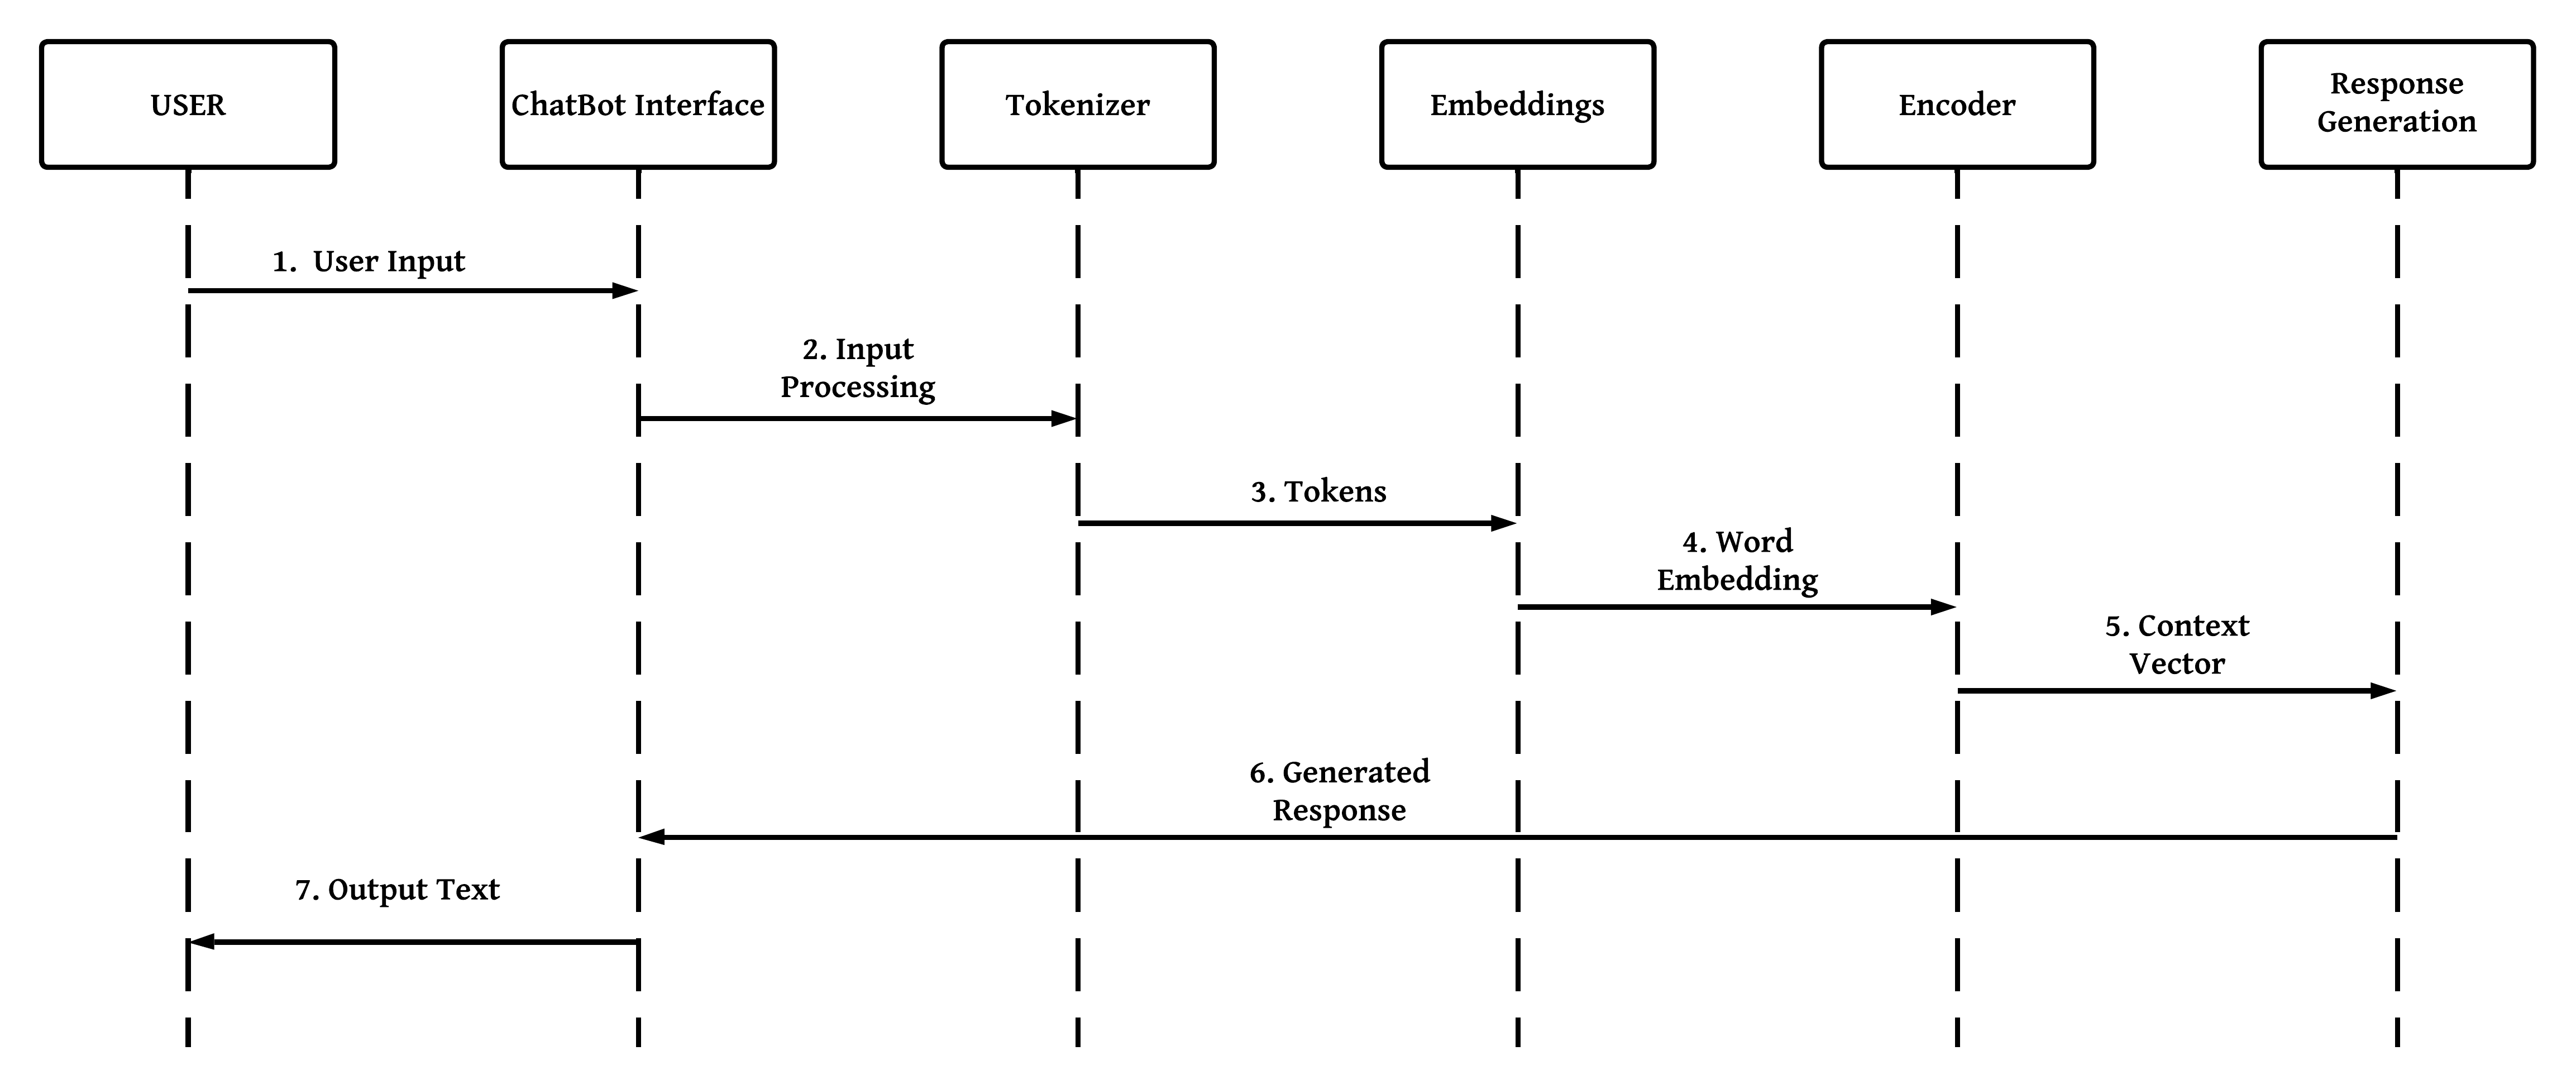 USER
ChatBot Interface
Tokenizer
Embeddings
Encoder
Response
Generation
1. User Input
2. Input
Processing
3. Tokens
4. Word
Embedding
5. Context
Vector
6. Generated
Response
7. Output Text